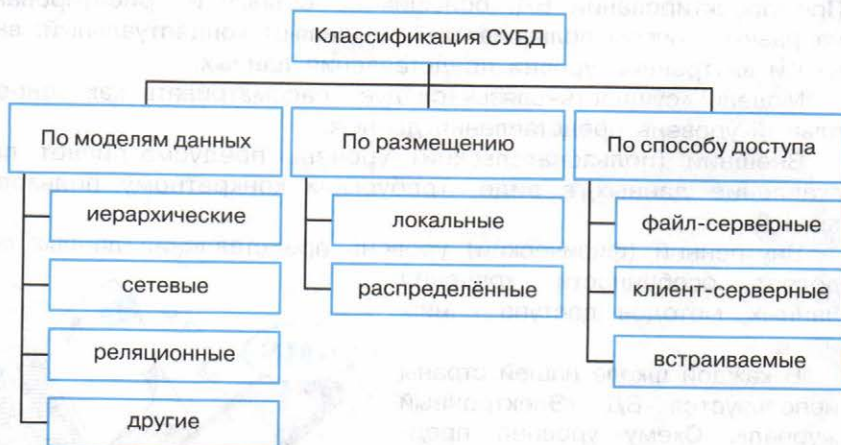 Классификация СУБД
По моделям данных
иерархические
сетевые
реляционные
другие
По размещению
локальные
распределённые
По способу доступа
файл-серверные
клиент-серверные
встраиваемые